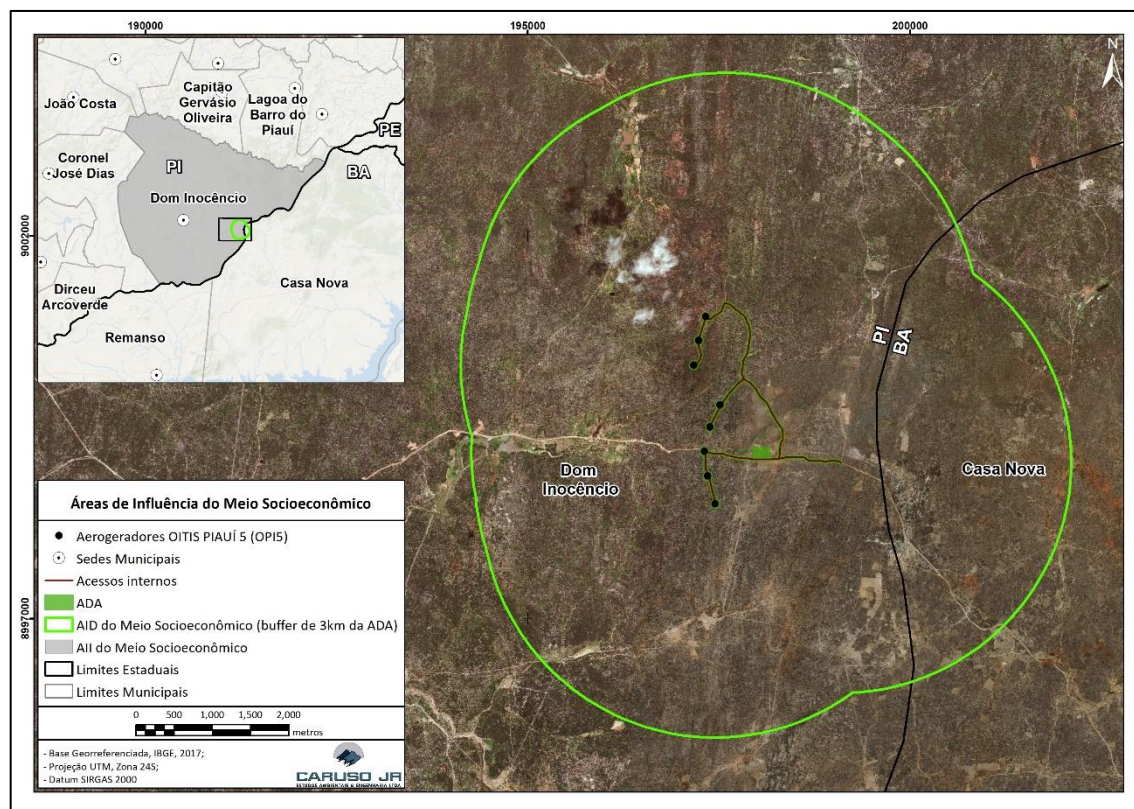 190000
195000
200000
N
João Costa
Capitão
Gervásio
Oliveira
Lagoa do
Barro do
Piauí
PE
Coronel
José Dias
PI
BA
Dom Inocêncio
9002000
Casa Nova
Dirceu
Arcoverde
Remanso
PI
BA
Dom
Inocêncio
Casa Nova
8997000
Áreas de Influência do Meio Socioeconômico
Aerogeradores OITIS PIAUÍ 5 (OPI5)
Sedes Municipais
Acessos internos
ADA
AID do Meio Socioeconômico (buffer de 3km da ADA)
AII do Meio Socioeconômico
Limites Estaduais
Limites Municipais
0 500 1,000 1,500 2,000
metros
- Base Georreferenciada, IBGE, 2017;
- Projeção UTM, Zona 24S;
- Datum SIRGAS 2000
CARUSO JR
ESTUDOS AMBIENTAIS & ENGENHARIA LTDA